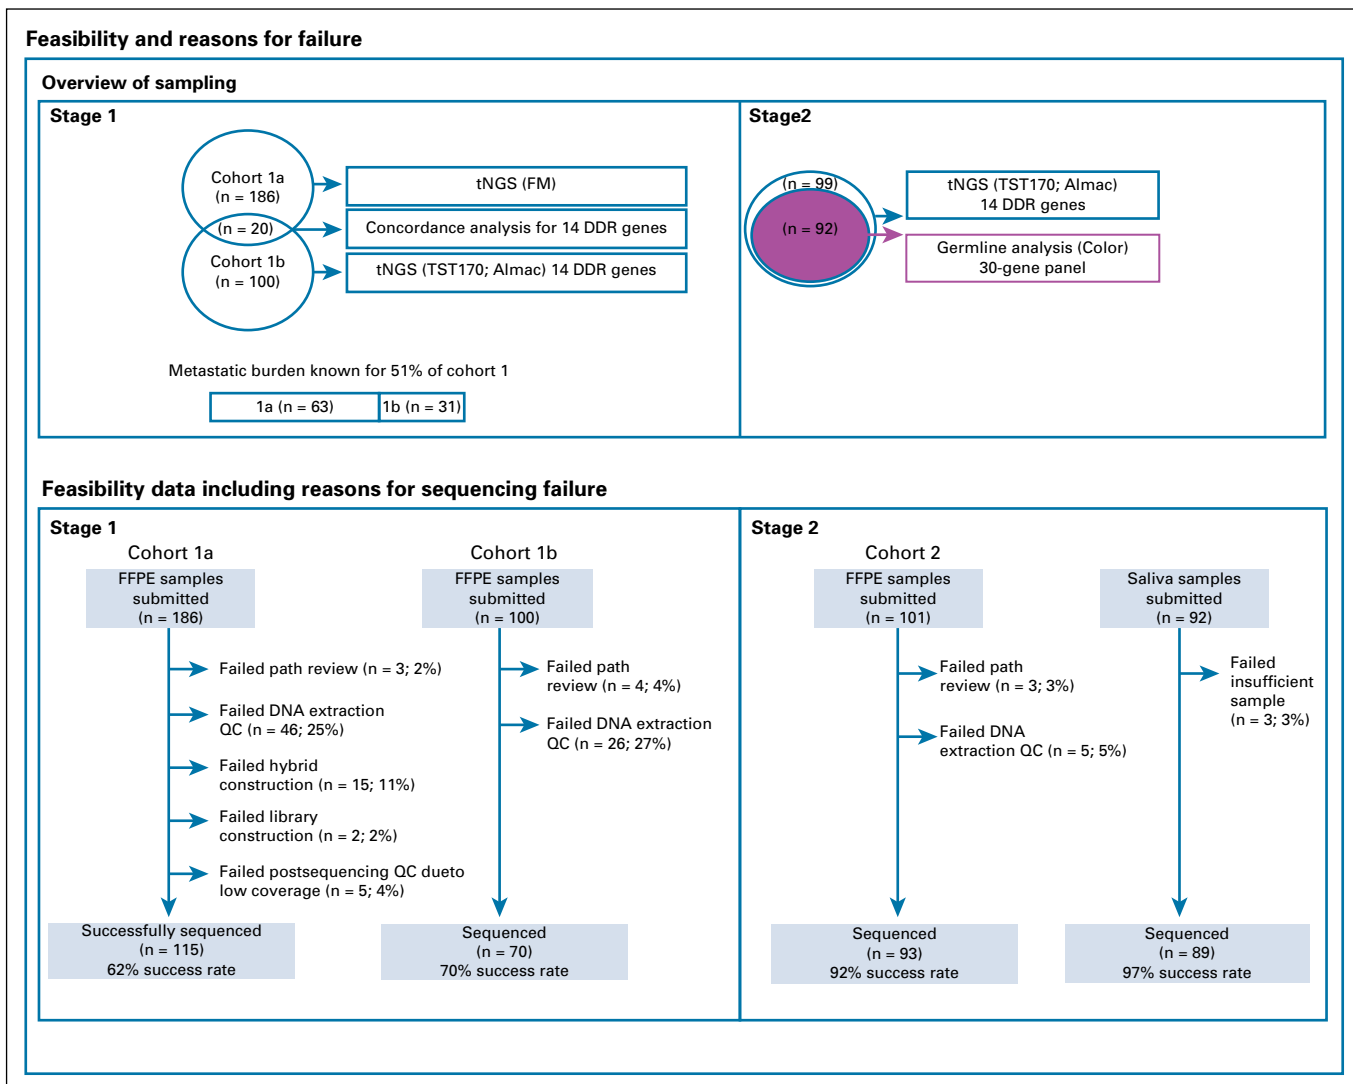 Feasibility and reasons for failure
Overview of sampling
Stage 1
Cohort 1a
(n = 186)
(n = 20)
Cohort 1b
(n = 100)
tNGS (FM)
Concordance analysis for 14 DDR genes
tNGS (TST170; Almac) 14 DDR genes
Metastatic burden known for 51% of cohort 1
1a (n = 63)
1b (n = 31)
Stage2
(n = 99)
(n = 92)
tNGS (TST170; Almac)
14 DDR genes
Germline analysis (Color)
30-gene panel
Feasibility data including reasons for sequencing failure
Stage 1
Cohort 1a
FFPE samples
submitted
(n = 186)
Failed path review (n = 3; 2%)
Failed DNA extraction
QC (n = 46; 25%)
Failed hybrid
construction (n = 15; 11%)
Failed library
construction (n = 2; 2%)
Failed postsequencing QC dueto
low coverage (n = 5; 4%)
Successfully sequenced
(n = 115)
62% success rate
Cohort 1b
FFPE samples
submitted
(n = 100)
Failed path
review (n = 4; 4%)
Failed DNA extraction
QC (n = 26; 27%)
Sequenced
(n = 70)
70% success rate
Stage 2
Cohort 2
FFPE samples
submitted
(n = 101)
Failed path
review (n = 3; 3%)
Failed DNA
extraction QC (n = 5; 5%)
Sequenced
(n = 93)
92% success rate
Saliva samples
submitted
(n = 92)
Failed
insufficient
sample
(n = 3; 3%)
Sequenced
(n = 89)
97% success rate